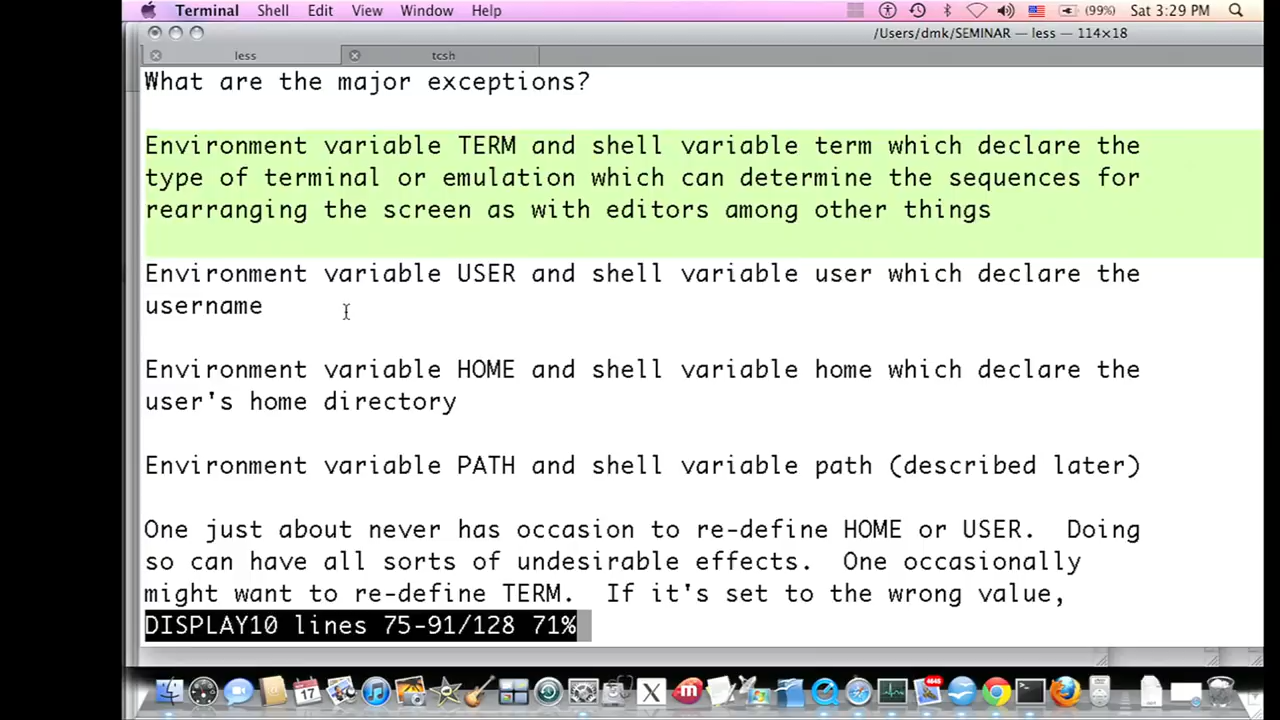 Terminal Shell Edit View Window Help (99%) Sat 3:29 PM
/Users/dmk/SEMINAR — less — 114×18
less tcsh
What are the major exceptions?
Environment variable TERM and shell variable term which declare the
type of terminal or emulation which can determine the sequences for
rearranging the screen as with editors among other things
Environment variable USER and shell variable user which declare the
username
Environment variable HOME and shell variable home which declare the
user's home directory
Environment variable PATH and shell variable path (described later)
One just about never has occasion to re-define HOME or USER.  Doing
so can have all sorts of undesirable effects.  One occasionally
might want to re-define TERM.  If it's set to the wrong value,
DISPLAY10 lines 75-91/128 71%
17